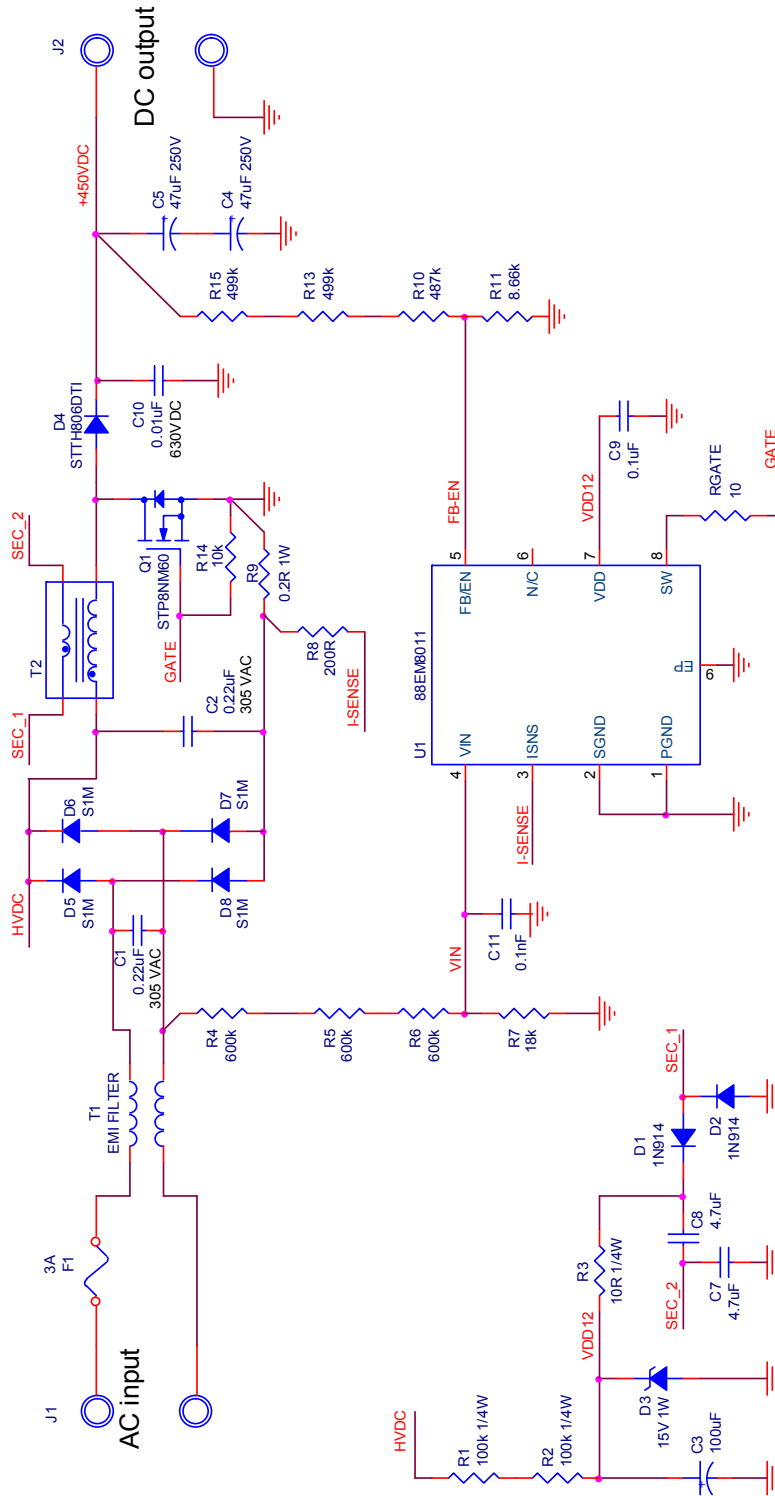 J1
AC input
3A
F1
T1
EMI FILTER
C1
0.22uF
305 VAC
HVDC
D5
S1M
D6
S1M
D8
S1M
D7
S1M
SEC_1
T2
SEC_2
C2
0.22uF
305 VAC
GATE
Q1
STP8NM60
R14
10k
R9
0.2R 1W
R8
200R
I-SENSE
D4
STTH806DTI
C10
0.01uF
630V DC
+450VDC
J2
DC output
C5
47uF 250V
C4
47uF 250V
+
+
R15
499k
R13
499k
R10
487k
R11
8.66k
R4
600k
R5
600k
R6
600k
R7
18k
VIN
C11
0.1nF
I-SENSE
U1
88EM8011
4
VIN
3
ISNS
2
SGND
1
PGND
5
FB/EN
6
N/C
7
VDD
8
SW
EP
6
FB-EN
VDD12
C9
0.1uF
RGATE
10
GATE
HVDC
R1
100k 1/4W
R2
100k 1/4W
C3
100uF
+
D3
15V 1W
VDD12
R3
10R 1/4W
SEC_2
C7
4.7uF
C8
4.7uF
D1
1N914
D2
1N914
SEC_1